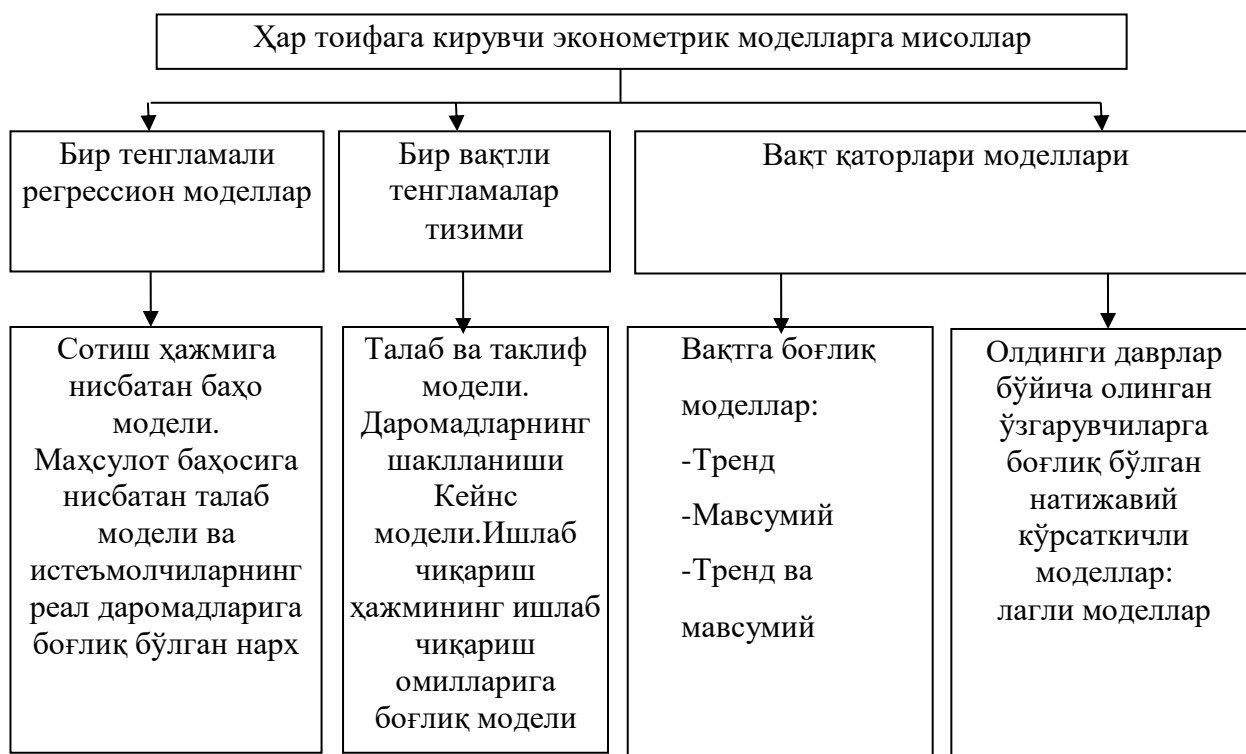 Ҳар тоифага кирувчи эконометрик моделларга мисоллар
Бир тенгламали
регрессион моделлар
Бир вақтли
тенгламалар
тизими
Вақт қаторлари моделлари
Сотиш ҳажмига
нисбатан баҳо
модели.
Маҳсулот баҳосига
нисбатан талаб
модели ва
истеъмолчиларнинг
реал даромадларига
боғлиқ бўлган нарх
Талаб ва таклиф
модели.
Даромадларнинг
шаклланиши
Кейнс
модели.Ишлаб
чиқариш
ҳажмининг ишлаб
чиқариш
омилларига
боғлиқ модели
Вақтга боғлиқ
моделлар:
-Тренд
-Мавсумий
-Тренд ва
мавсумий
Олдинги даврлар
бўйича олинган
ўзгарувчиларга
боғлиқ бўлган
натижавий
кўрсаткичли
моделлар:
лагли моделлар